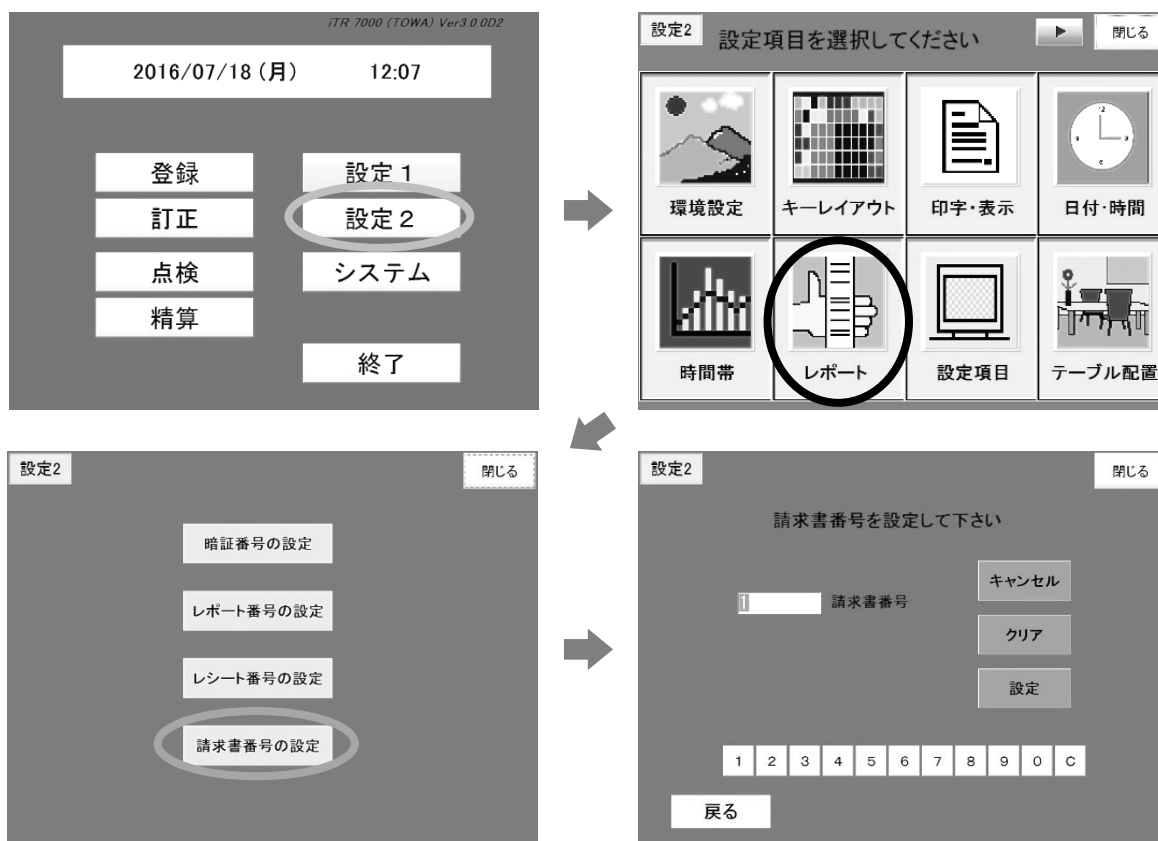 iTR 7000 (TOWA) Ver3.0.0D2
2016/07/18 (月) 12:07
登録
設定１
訂正
設定２
点検
システム
精算
終了
設定2
設定項目を選択してください
閉じる
環境設定
キーレイアウト
印字・表示
日付・時間
時間帯
レポート
設定項目
テーブル配置
設定2
閉じる
暗証番号の設定
レポート番号の設定
レシート番号の設定
請求書番号の設定
設定2
閉じる
請求書番号を設定して下さい
1 請求書番号
キャンセル
クリア
設定
1 2 3 4 5 6 7 8 9 0 C
戻る